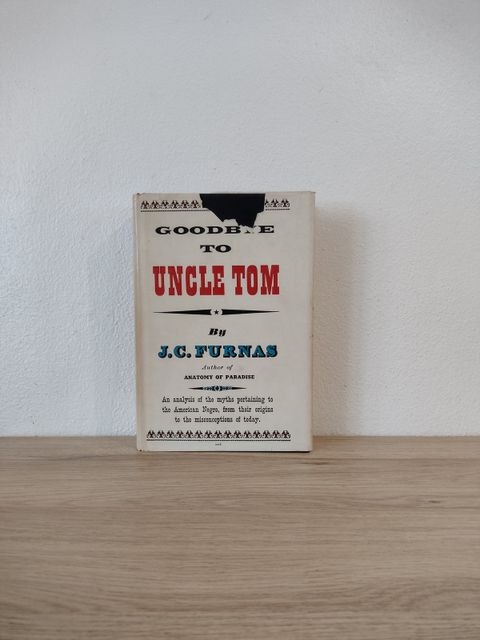 GOODBYE
TO
UNCLE TOM
By
J.C. FURNAS
Author of
ANATOMY OF PARADISE
An analysis of the myths pertaining to
the American Negro, from their origins
to the misconceptions of today.